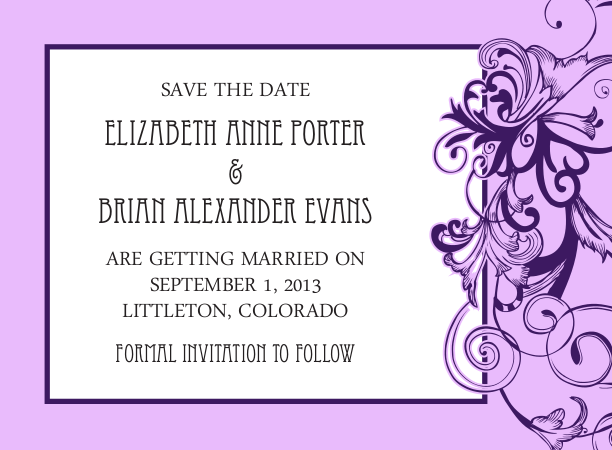 SAVE THE DATE
ELIZABETH ANNE PORTER
&
BRIAN ALEXANDER EVANS
ARE GETTING MARRIED ON
SEPTEMBER 1, 2013
LITTLETON, COLORADO
FORMAL INVITATION TO FOLLOW